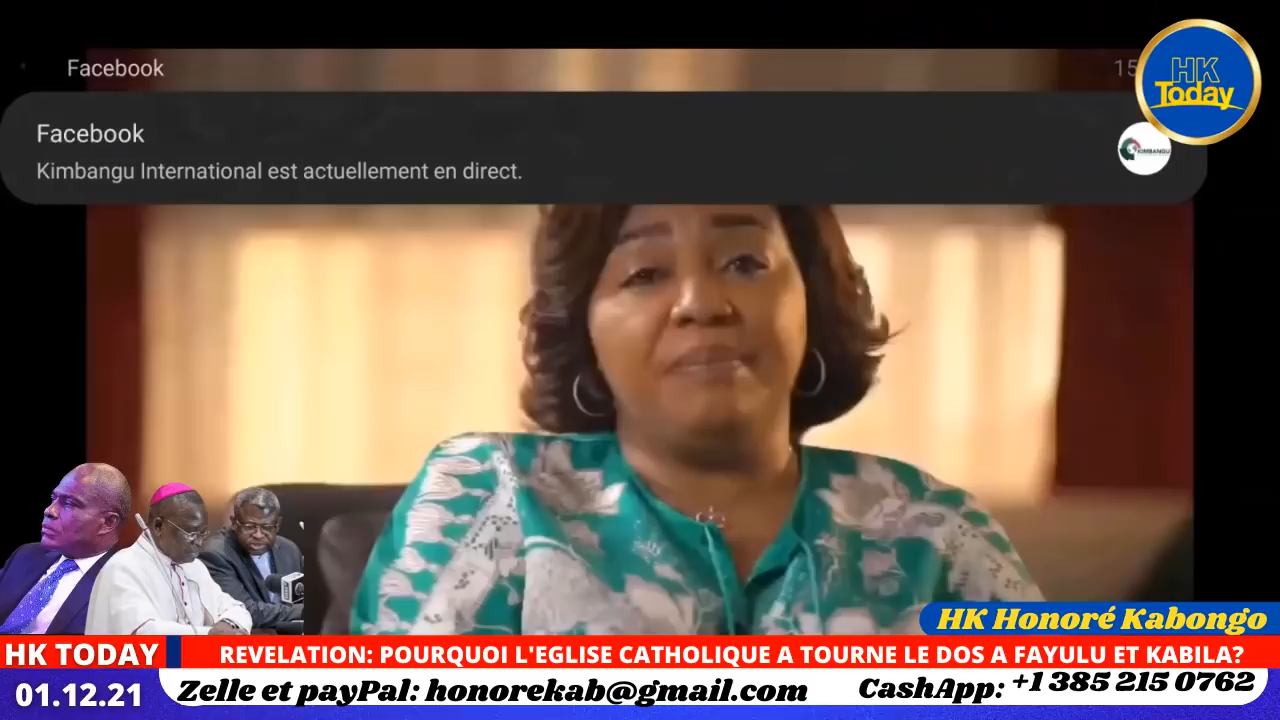 Facebook
15
HK
Today
Facebook
Kimbangu International est actuellement en direct.
KIMBANGU
HK Honoré Kabongo
HK TODAY
REVELATION: POURQUOI L'EGLISE CATHOLIQUE A TOURNE LE DOS A FAYULU ET KABILA?
01.12.21
Zelle et payPal: honorekab@gmail.com
CashApp: +1 385 215 0762